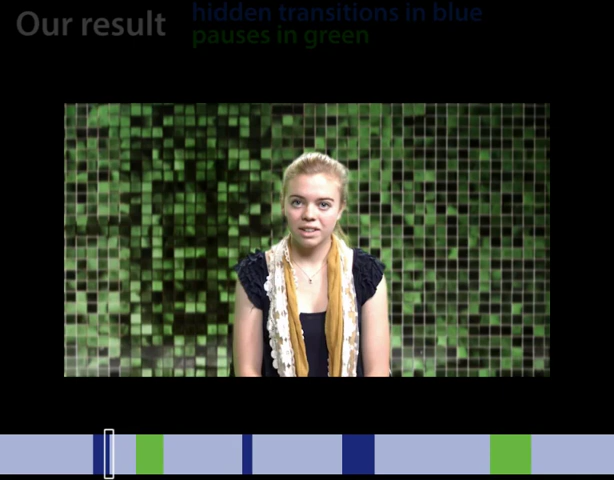 Our result
hidden transitions in blue
pauses in green